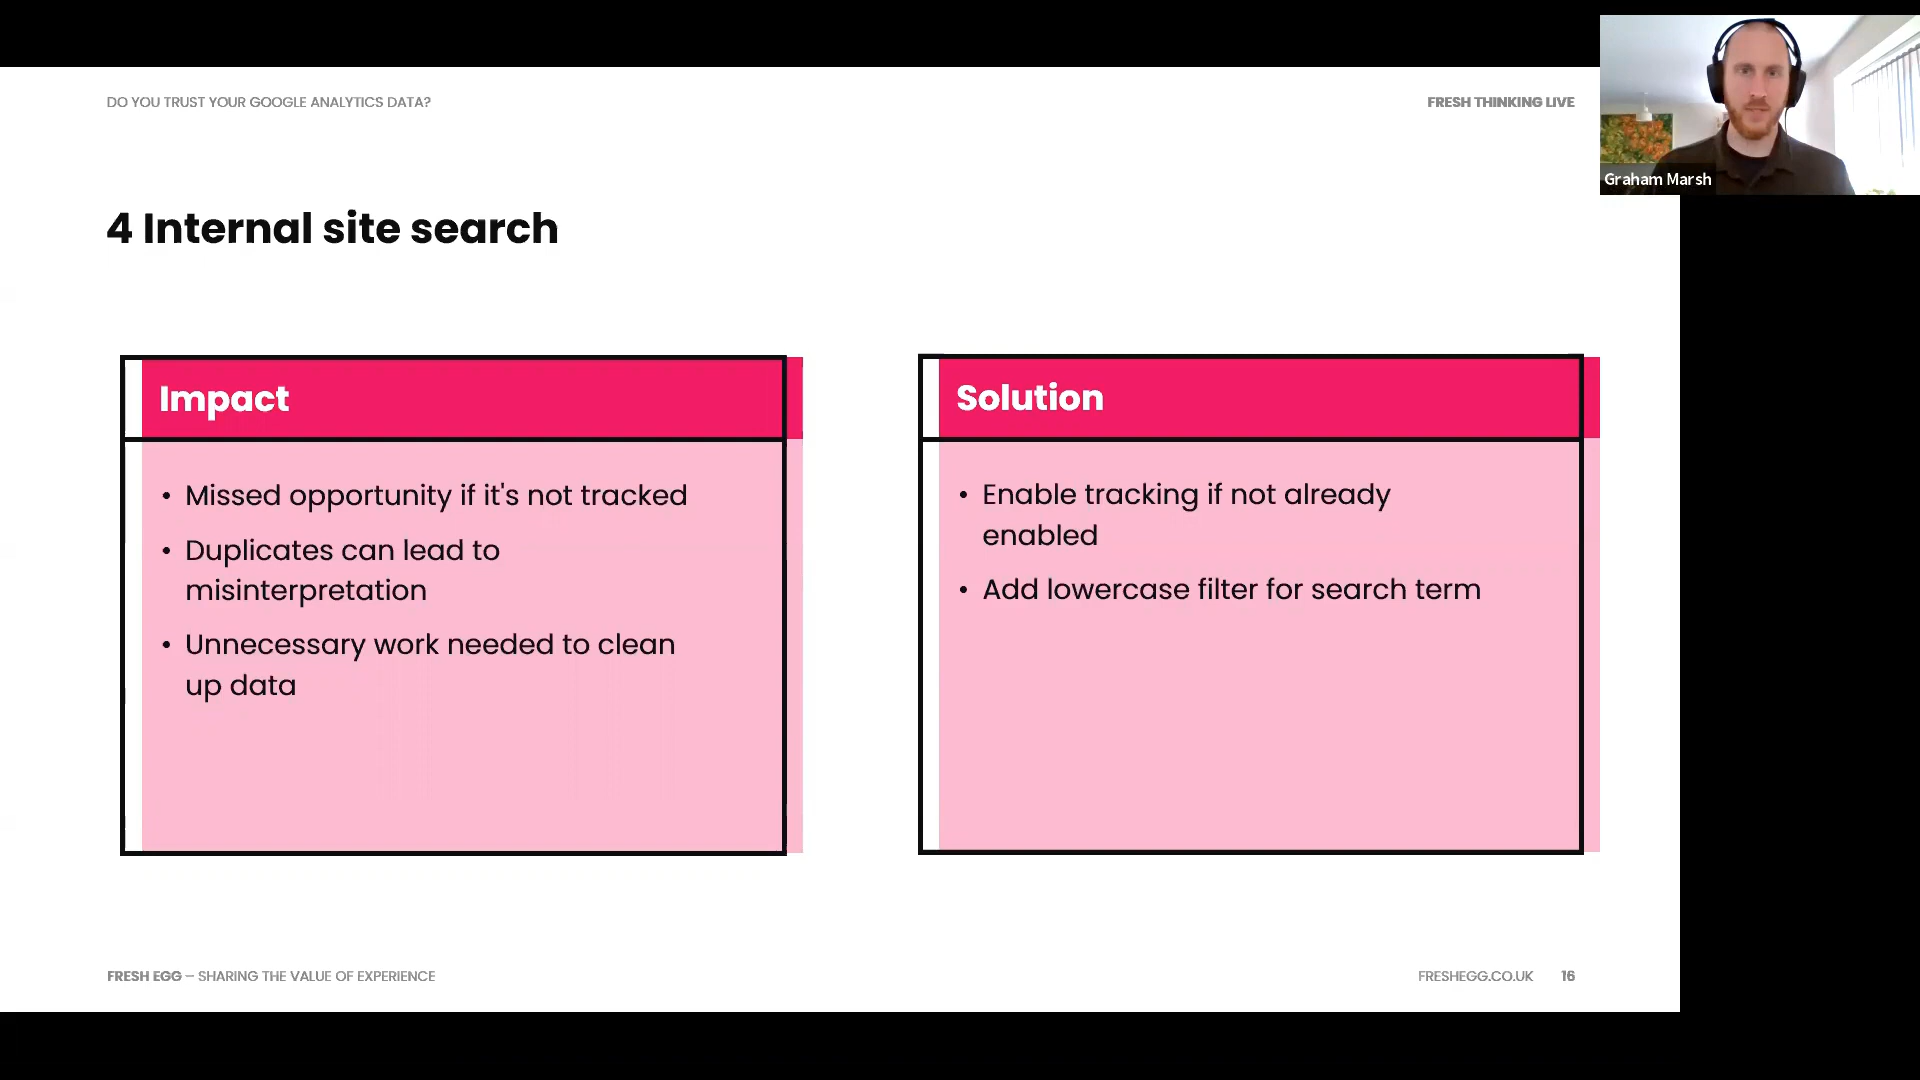 DO YOU TRUST YOUR GOOGLE ANALYTICS DATA?
FRESH THINKING LIVE
Graham Marsh
4 Internal site search
Impact
• Missed opportunity if it's not tracked
• Duplicates can lead to
misinterpretation
• Unnecessary work needed to clean
up data
Solution
• Enable tracking if not already
enabled
• Add lowercase filter for search term
FRESH EGG – SHARING THE VALUE OF EXPERIENCE
FRESHEGG.CO.UK 16